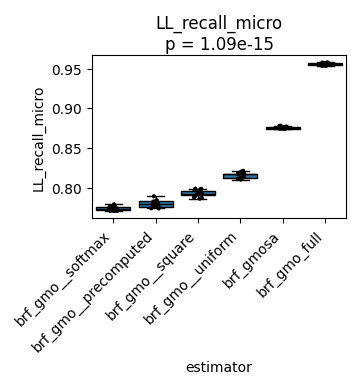 LL_recall_micro
p = 1.09e-15
LL_recall_micro
0.95
0.90
0.85
0.80
brf_gmo__softmax
brf_gmo__precomputed
brf_gmo__square
brf_gmo__uniform
brf_gmosa
brf_gmo_full
estimator